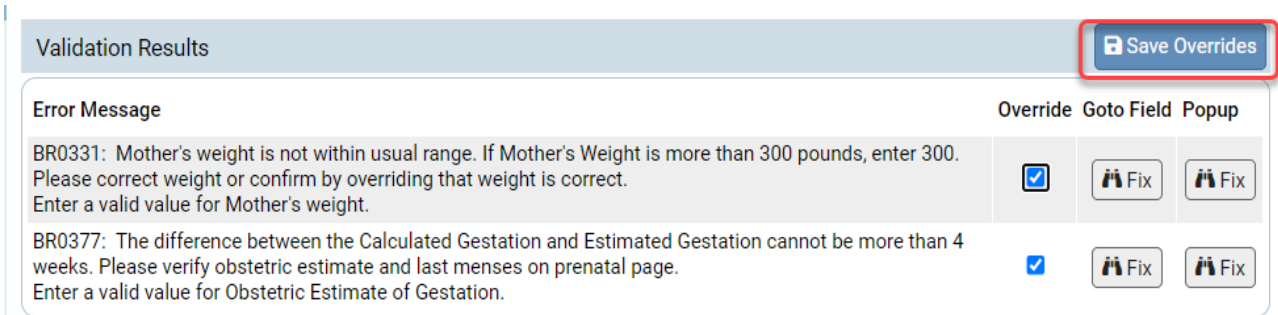 Validation Results
Save Overrides
Error Message Override Goto Field Popup
BR0331: Mother's weight is not within usual range. If Mother's Weight is more than 300 pounds, enter 300.
Please correct weight or confirm by overriding that weight is correct.
Enter a valid value for Mother's weight.
Fix Fix
BR0377: The difference between the Calculated Gestation and Estimated Gestation cannot be more than 4
weeks. Please verify obstetric estimate and last menses on prenatal page.
Enter a valid value for Obstetric Estimate of Gestation.
Fix Fix